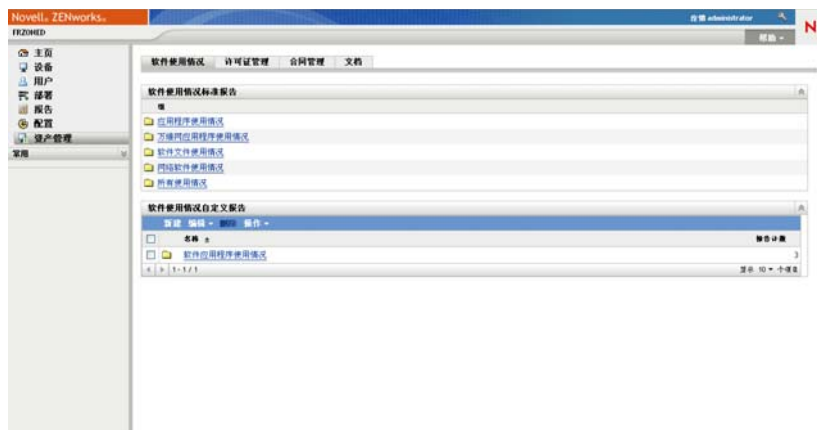 Novell® ZENworks®
administrator
FRZOMED
N
帮助
主页
设备
用户
部署
报告
配置
资产管理
常用
软件使用情况 许可证管理 合同管理 文档
软件使用情况标准报告
组
应用程序使用情况
万维网应用程序使用情况
软件文件使用情况
网络软件使用情况
所有使用情况
软件使用情况自定义报告
新建 编辑 删除 操作
名称 报告计数
软件应用程序使用情况 3
1 - 1 / 1 显示 10 个项目